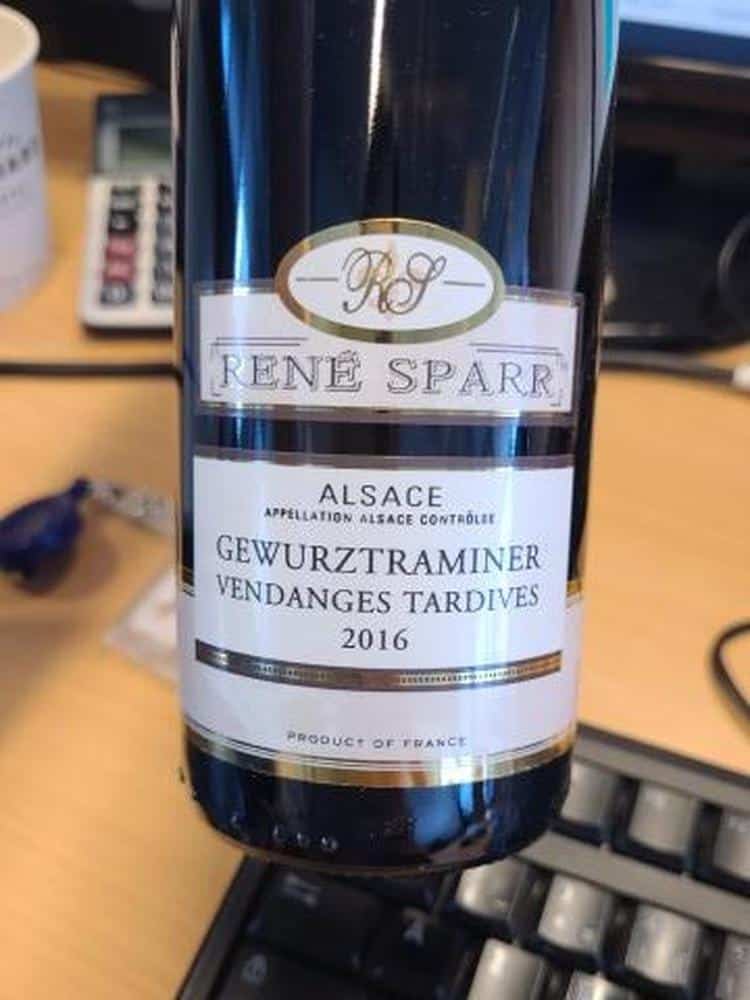 RS
RENÉ SPARR
ALSACE
APPELLATION ALSACE CONTRÔLÉE
GEWURZTRAMINER
VENDANGES TARDIVES
2016
PRODUCT OF FRANCE